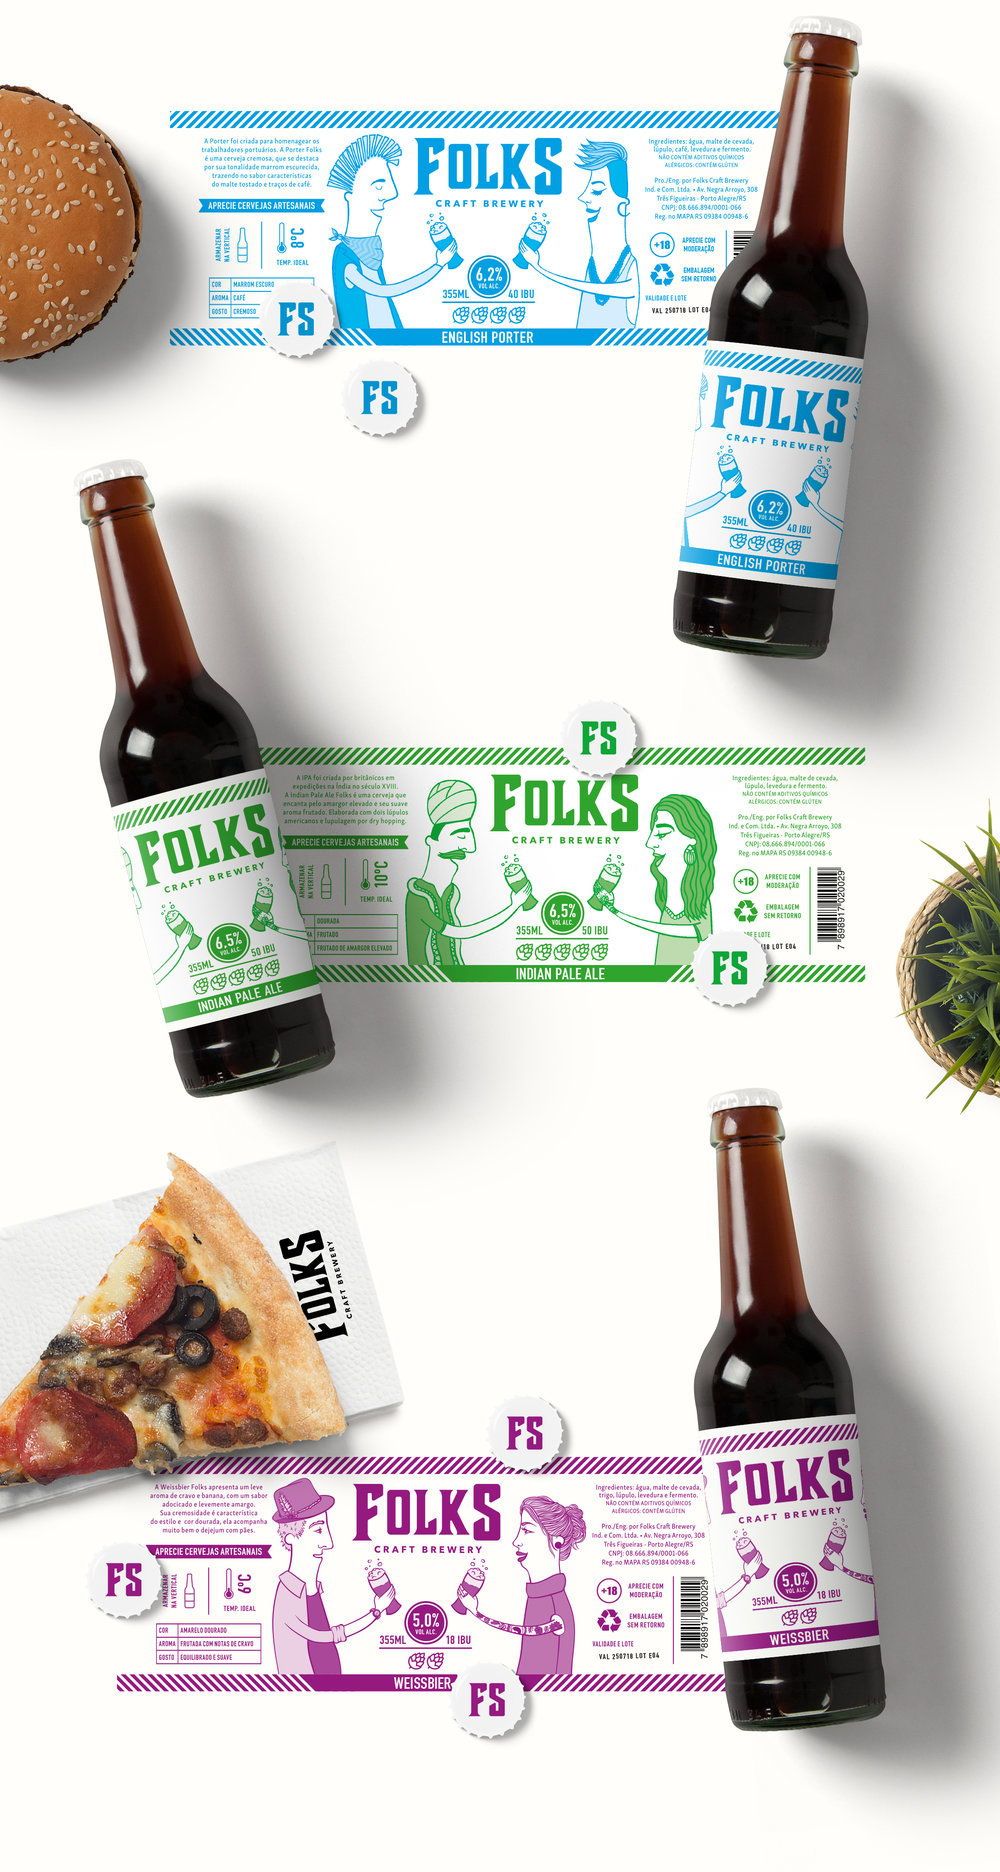 A Porter foi criada para homenagear os
trabalhadores portuários. A Porter Folks
é uma cerveja cremosa, que se destaca
por sua tonalidade marrom escurecida,
trazendo no sabor características
do malte tostado e traços de café.
APRECIE CERVEJAS ARTESANAIS
ARMAZENAR
NA VERTICAL
8ºC
TEMP. IDEAL
COR MARROM ESCURO
AROMA CAFÉ
GOSTO CREMOSO
FOLKS
CRAFT BREWERY
6,2%
VOL ALC.
355ML 40 IBU
ENGLISH PORTER
Ingredientes: água, malte de cevada,
lúpulo, café, levedura e fermento.
NÃO CONTÉM ADITIVOS QUÍMICOS
ALÉRGICOS: CONTÉM GLÚTEN
Pro./Eng. por Folks Craft Brewery
Ind. e Com. Ltda. • Av. Negra Arroyo, 308
Três Figueiras - Porto Alegre/RS
CNPJ: 08.666.894/0001-066
Reg. no MAPA RS 09384 00948-6
+18 APRECIE COM
MODERAÇÃO
EMBALAGEM
SEM RETORNO
VALIDADE E LOTE
VAL 250718 LOT E04
FS
FS
FOLKS
CRAFT BREWERY
6.2%
VOL ALC.
355ML 40 IBU
ENGLISH PORTER
FS
FOLKS
CRAFT BREWERY
6.5%
VOL ALC.
355ML 50 IBU
INDIAN PALE ALE
A IPA foi criada por britânicos em
expedições na Índia no século XVIII.
A Indian Pale Ale Folks é uma cerveja que
encanta pelo amargor elevado e seu suave
aroma frutado. Elaborada com dois lúpulos
americanos e lupulagem por dry hopping.
APRECIE CERVEJAS ARTESANAIS
ARMAZENAR
NA VERTICAL
10ºC
TEMP. IDEAL
DOURADA
FRUTADO
FRUTADO DE AMARGOR ELEVADO
FOLKS
CRAFT BREWERY
6,5%
VOL ALC.
355ML 50 IBU
INDIAN PALE ALE
Ingredientes: água, malte de cevada,
lúpulo, levedura e fermento.
NÃO CONTÉM ADITIVOS QUÍMICOS
ALÉRGICOS: CONTÉM GLÚTEN
Pro./Eng. por Folks Craft Brewery
Ind. e Com. Ltda. • Av. Negra Arroyo, 308
Três Figueiras - Porto Alegre/RS
CNPJ: 08.666.894/0001-066
Reg. no MAPA RS 09384 00948-6
+18 APRECIE COM
MODERAÇÃO
EMBALAGEM
SEM RETORNO
E LOTE
18 LOT E04
7 898917 020029
FS
FOLKS
CRAFT BREWERY
FS
A Weissbier Folks apresenta um leve
aroma de cravo e banana, com um sabor
adocicado e levemente amargo.
Sua cremosidade é característica
do estilo e cor dourada, ela acompanha
muito bem o dejejum com pães.
APRECIE CERVEJAS ARTESANAIS
FS
ARMAZENAR
NA VERTICAL
6ºC
TEMP. IDEAL
COR AMARELO DOURADO
AROMA FRUTADA COM NOTAS DE CRAVO
GOSTO EQUILIBRADO E SUAVE
FOLKS
CRAFT BREWERY
5,0%
VOL ALC.
355ML 18 IBU
WEISSBIER
FS
Ingredientes: água, malte de cevada,
trigo, lúpulo, levedura e fermento.
NÃO CONTÉM ADITIVOS QUÍMICOS
ALÉRGICOS: CONTÉM GLÚTEN
Pro./Eng. por Folks Craft Brewery
Ind. e Com. Ltda. • Av. Negra Arroyo, 308
Três Figueiras - Porto Alegre/RS
CNPJ: 08.666.894/0001-066
Reg. no MAPA RS 09384 00948-6
+18 APRECIE COM
MODERAÇÃO
EMBALAGEM
SEM RETORNO
VALIDADE E LOTE
VAL 250718 LOT E04
7 898917 020029
FOLKS
CRAFT BREWERY
5.0%
VOL ALC.
355ML 18 IBU
WEISSBIER